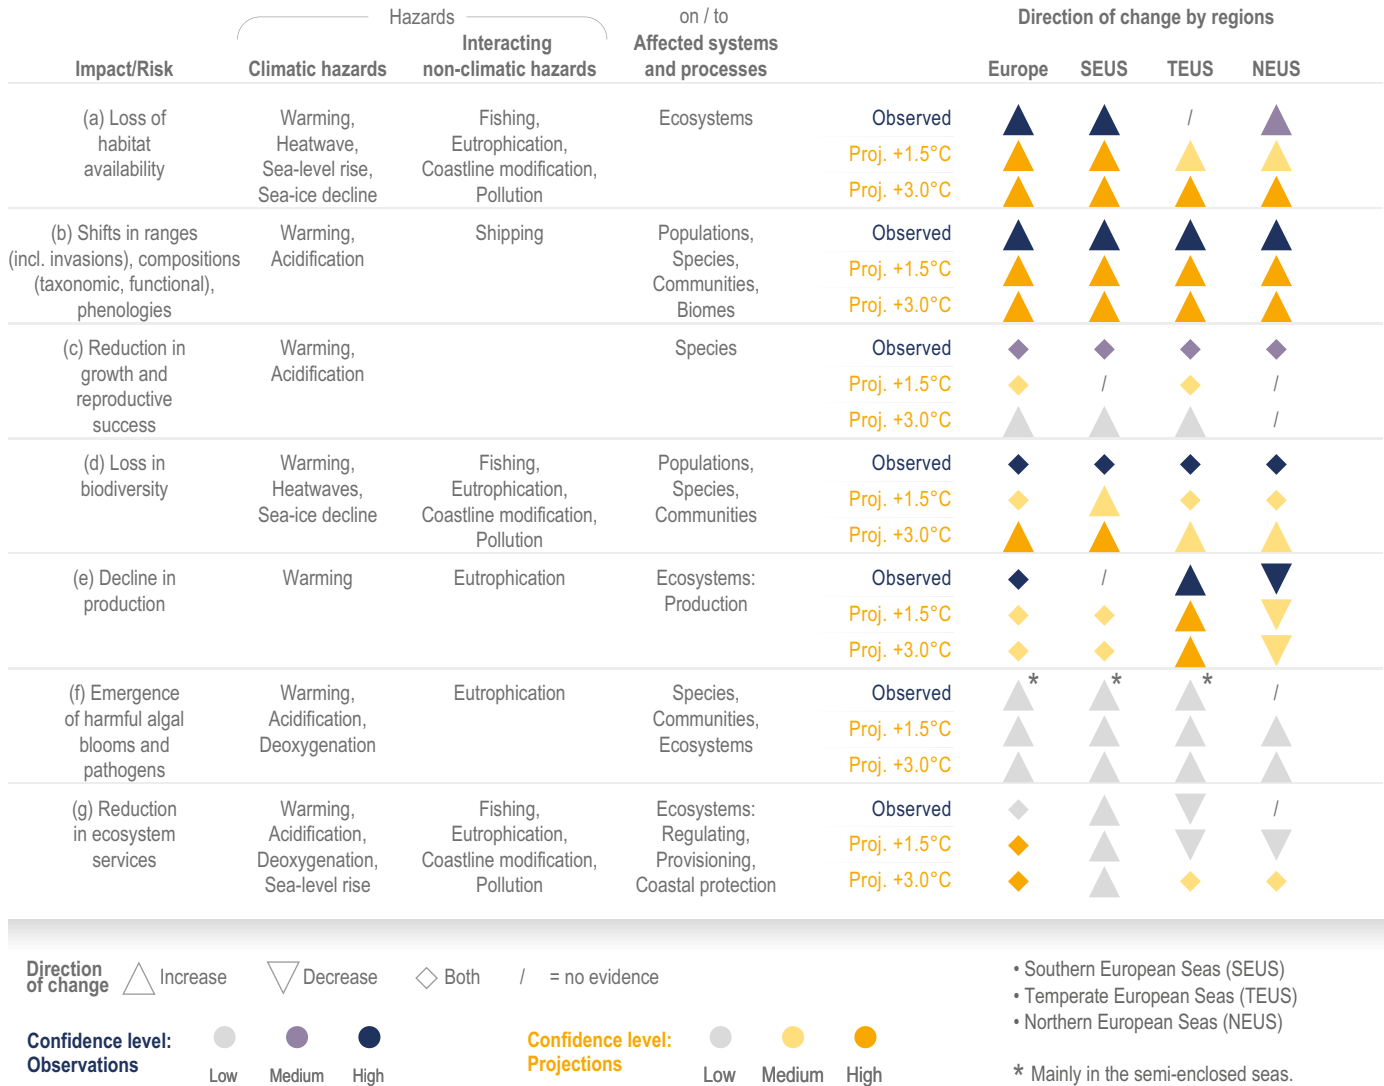 Hazards
on / to
Direction of change by regions
Impact/Risk
Climatic hazards
Interacting
non-climatic hazards
Affected systems
and processes
Europe SEUS TEUS NEUS
(a) Loss of
habitat
availability
Warming,
Heatwave,
Sea-level rise,
Sea-ice decline
Fishing,
Eutrophication,
Coastline modification,
Pollution
Ecosystems
Observed /
Proj. +1.5°C
Proj. +3.0°C
(b) Shifts in ranges
(incl. invasions), compositions
(taxonomic, functional),
phenologies
Warming,
Acidification
Shipping
Populations,
Species,
Communities,
Biomes
Observed
Proj. +1.5°C
Proj. +3.0°C
(c) Reduction in
growth and
reproductive
success
Warming,
Acidification
Species
Observed
Proj. +1.5°C / /
Proj. +3.0°C /
(d) Loss in
biodiversity
Warming,
Heatwaves,
Sea-ice decline
Fishing,
Eutrophication,
Coastline modification,
Pollution
Populations,
Species,
Communities
Observed
Proj. +1.5°C
Proj. +3.0°C
(e) Decline in
production
Warming
Eutrophication
Ecosystems:
Production
Observed /
Proj. +1.5°C
Proj. +3.0°C
(f) Emergence
of harmful algal
blooms and
pathogens
Warming,
Acidification,
Deoxygenation
Eutrophication
Species,
Communities,
Ecosystems
Observed * * * /
Proj. +1.5°C
Proj. +3.0°C
(g) Reduction
in ecosystem
services
Warming,
Acidification,
Deoxygenation,
Sea-level rise
Fishing,
Eutrophication,
Coastline modification,
Pollution
Ecosystems:
Regulating,
Provisioning,
Coastal protection
Observed /
Proj. +1.5°C
Proj. +3.0°C
Direction
of change
Increase
Decrease
Both
/ = no evidence
Confidence level:
Observations
Low Medium High
Confidence level:
Projections
Low Medium High
• Southern European Seas (SEUS)
• Temperate European Seas (TEUS)
• Northern European Seas (NEUS)
* Mainly in the semi-enclosed seas.